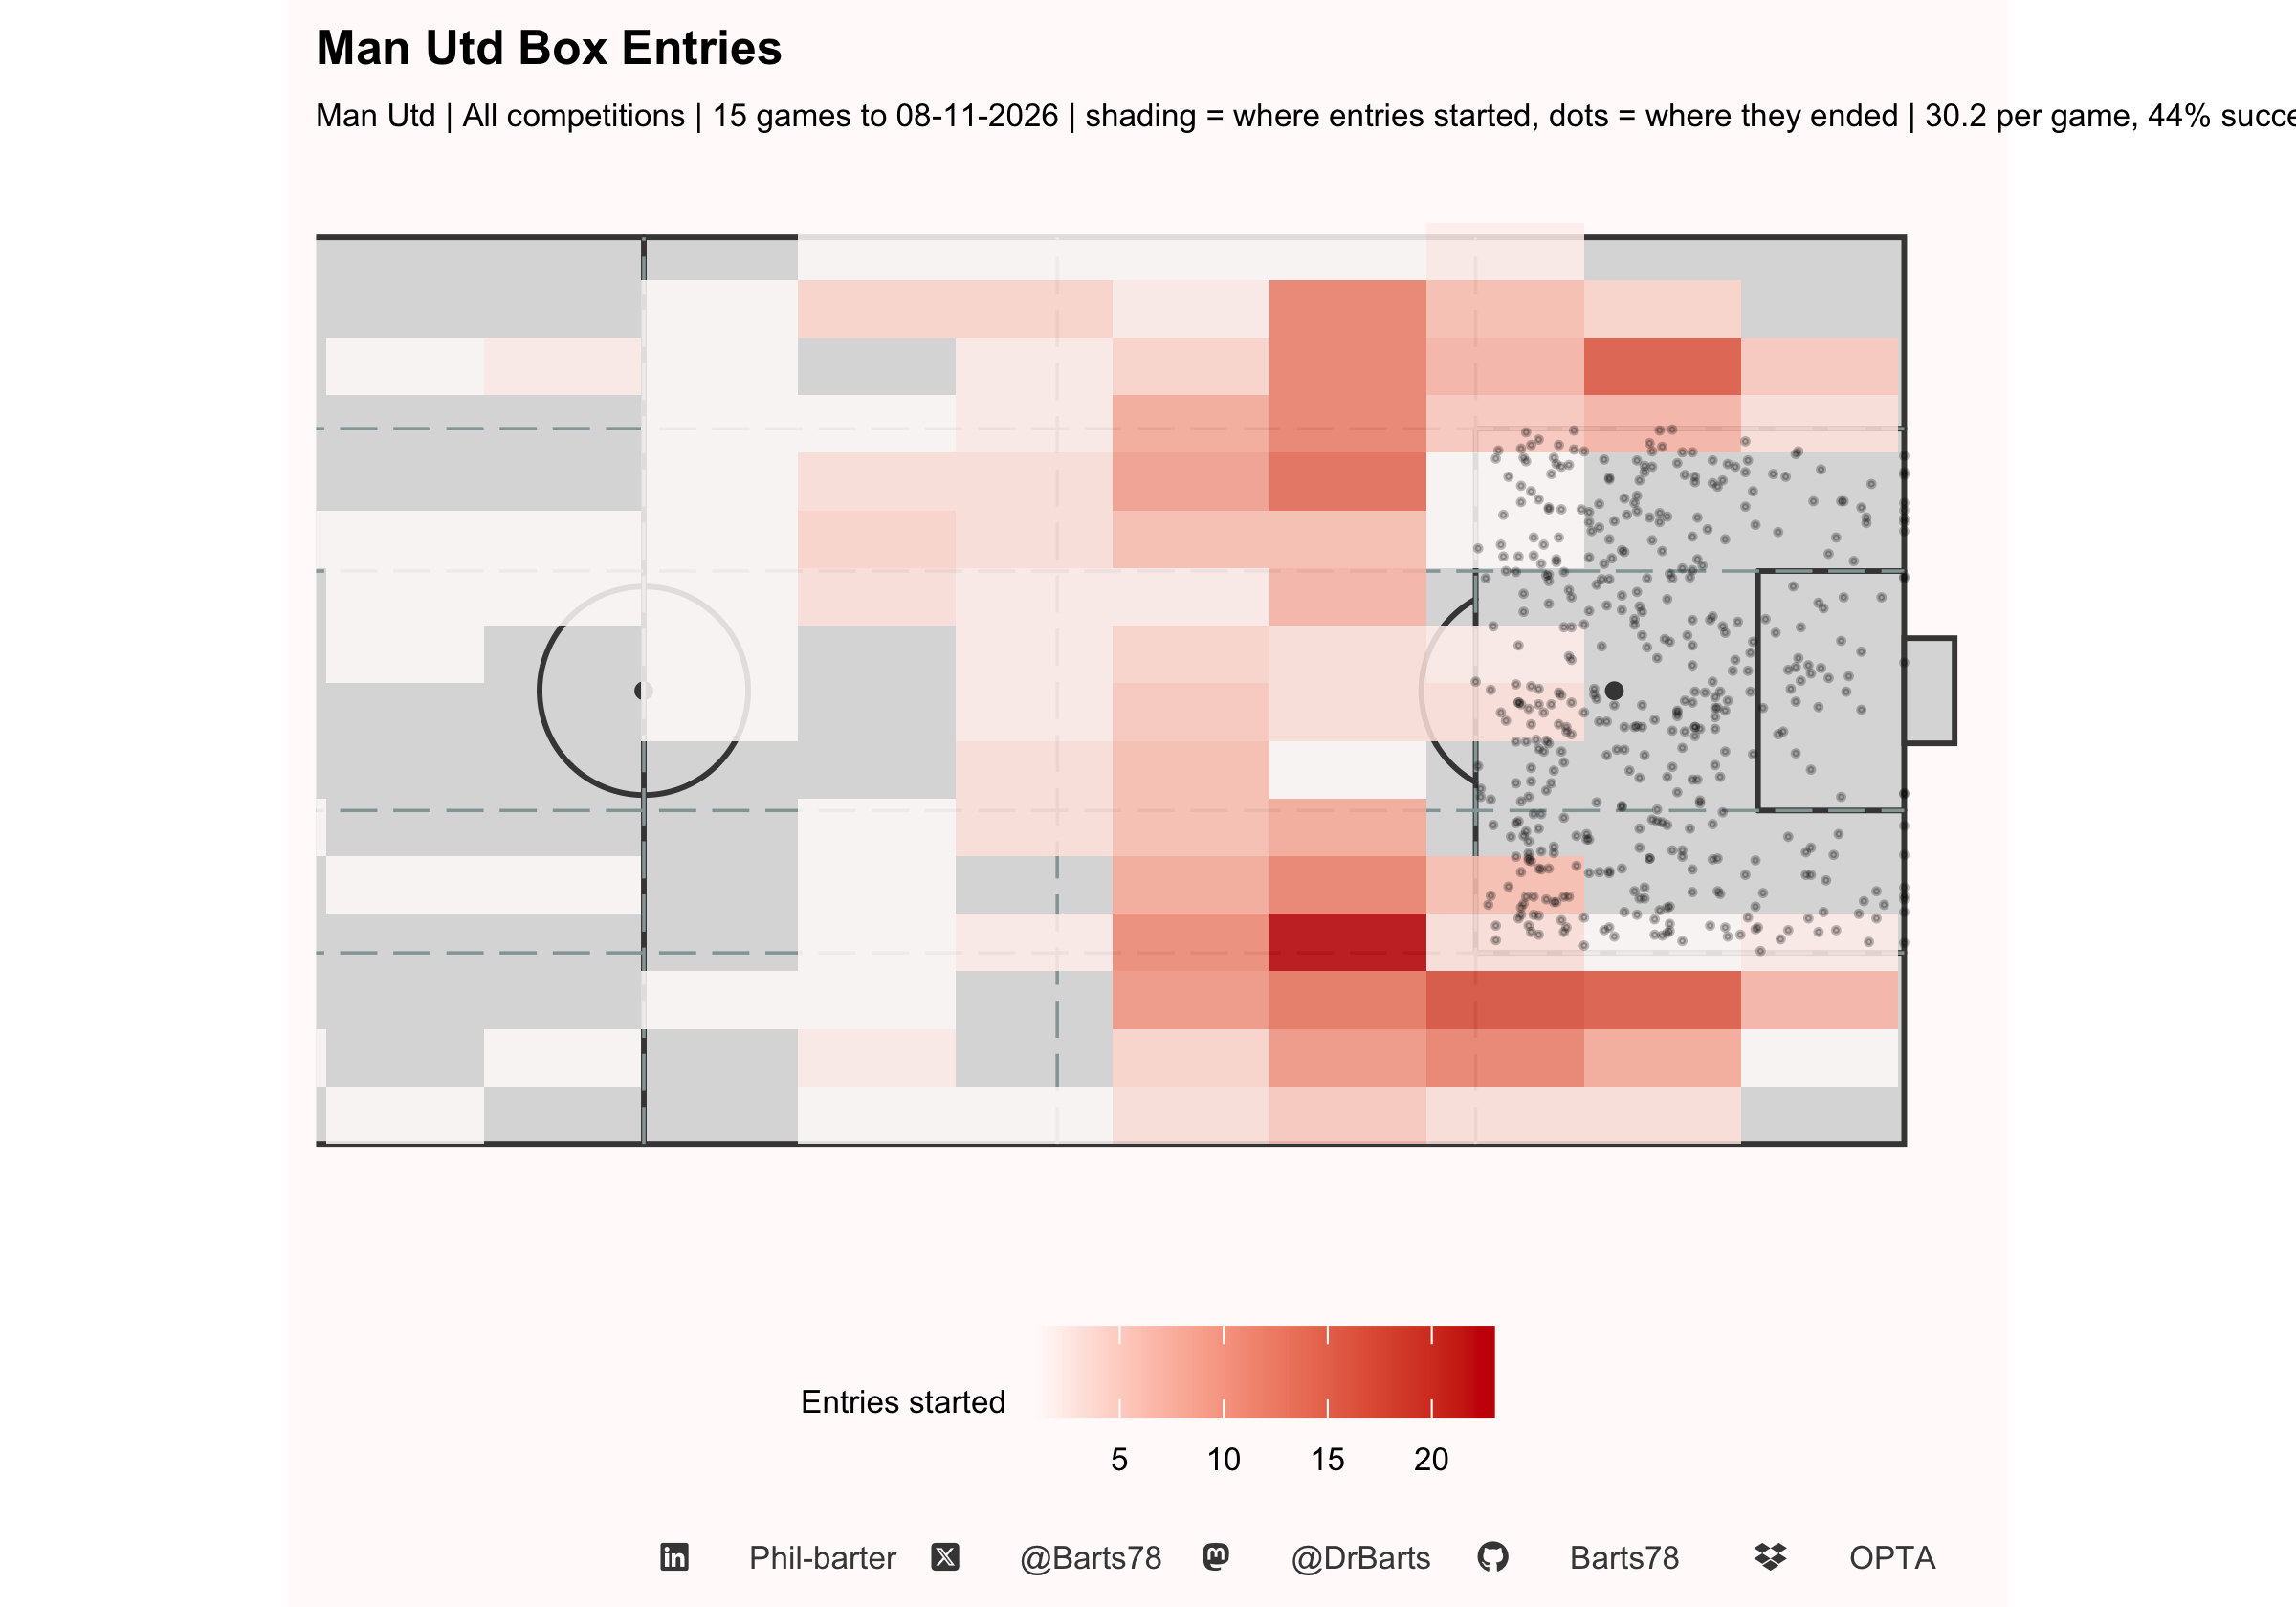 Man Utd Box Entries
Man Utd | All competitions | 15 games to 08-11-2026 | shading = where entries started, dots = where they ended | 30.2 per game, 44% succe
Entries started
5 10 15 20
Phil-barter @Barts78 @DrBarts Barts78 OPTA